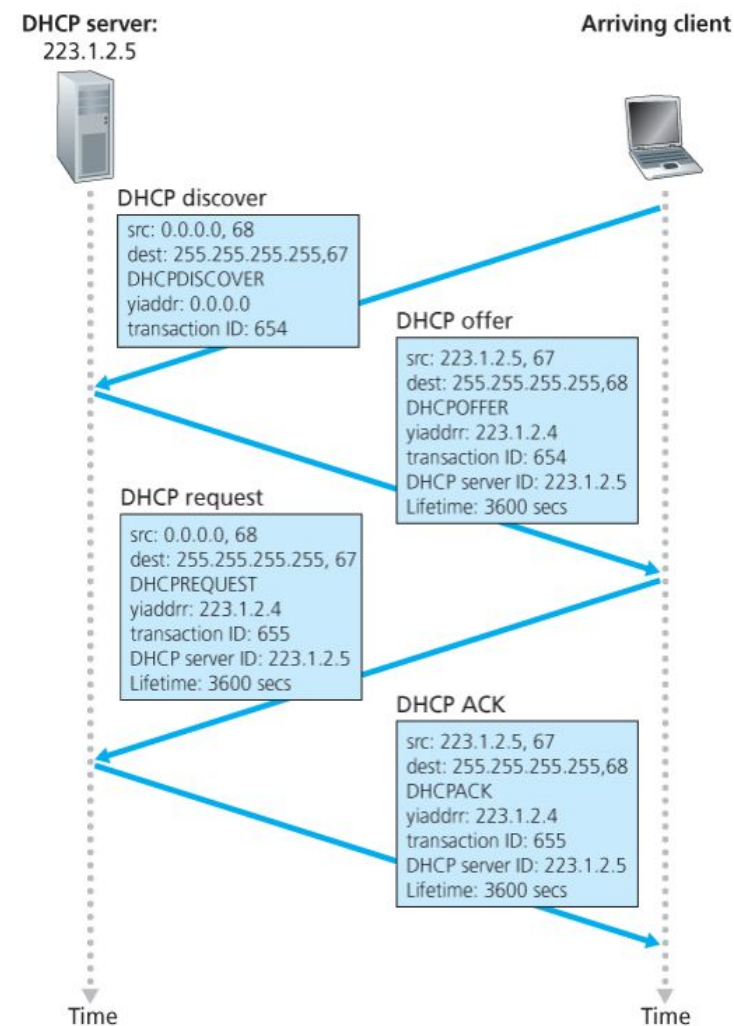 DHCP server:
223.1.2.5
Arriving client
DHCP discover
src: 0.0.0.0, 68
dest: 255.255.255.255,67
DHCPDISCOVER
yiaddr: 0.0.0.0
transaction ID: 654
DHCP offer
src: 223.1.2.5, 67
dest: 255.255.255.255,68
DHCPOFFER
yiaddrr: 223.1.2.4
transaction ID: 654
DHCP server ID: 223.1.2.5
Lifetime: 3600 secs
DHCP request
src: 0.0.0.0, 68
dest: 255.255.255.255, 67
DHCPREQUEST
yiaddrr: 223.1.2.4
transaction ID: 655
DHCP server ID: 223.1.2.5
Lifetime: 3600 secs
DHCP ACK
src: 223.1.2.5, 67
dest: 255.255.255.255,68
DHCPACK
yiaddrr: 223.1.2.4
transaction ID: 655
DHCP server ID: 223.1.2.5
Lifetime: 3600 secs
Time
Time